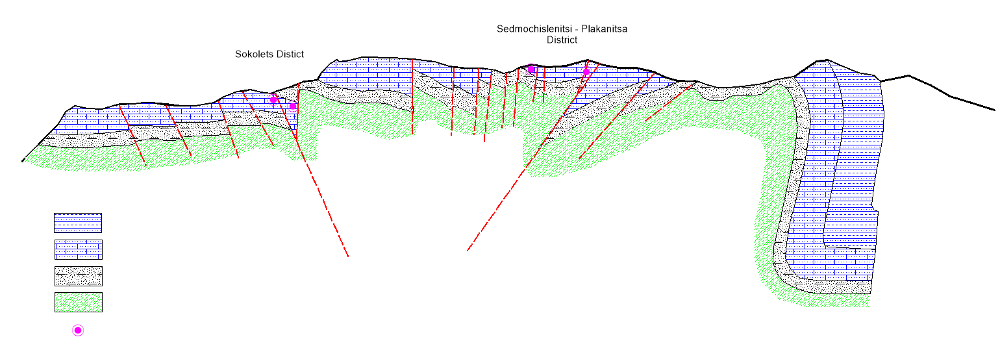 Sedmochislenitsi - Plakanitsa
District
Sokolets Distict